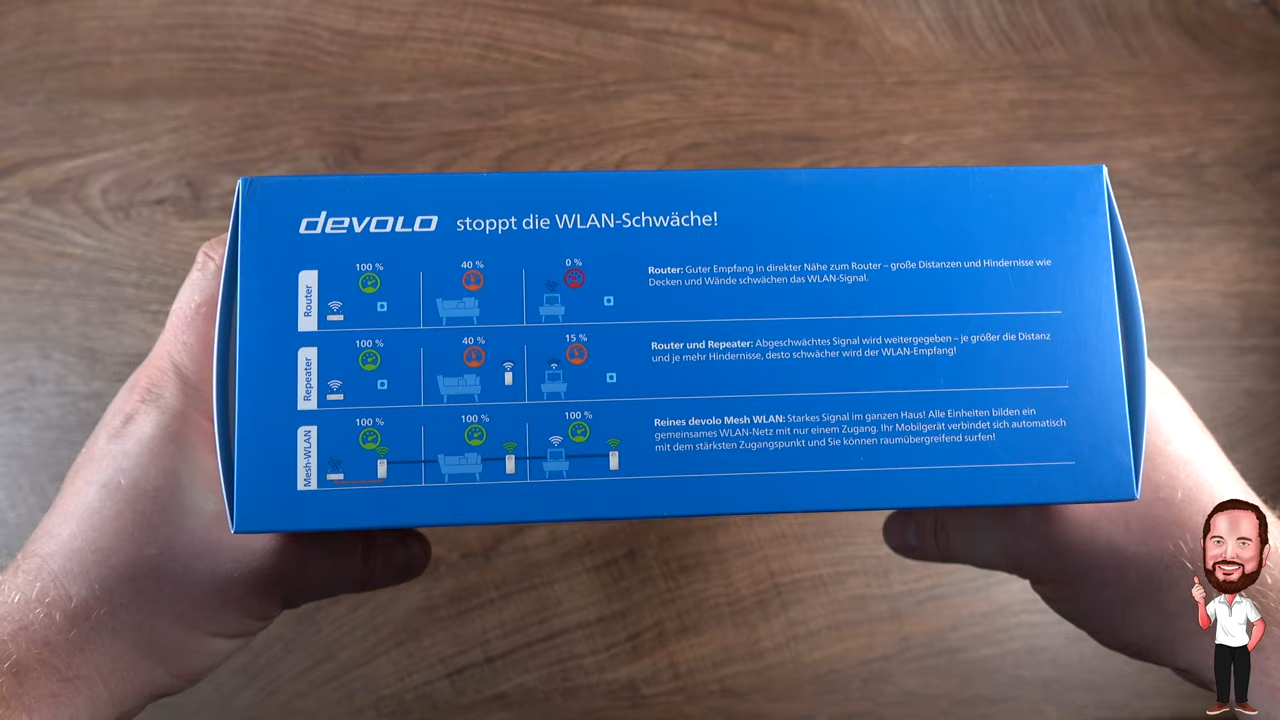 devolo stoppt die WLAN-Schwäche!
Router
100 %
40 %
0 %
Router: Guter Empfang in direkter Nähe zum Router – große Distanzen und Hindernisse wie
Decken und Wände schwächen das WLAN-Signal.
Repeater
100 %
40 %
15 %
Router und Repeater: Abgeschwächtes Signal wird weitergegeben – je größer die Distanz
und je mehr Hindernisse, desto schwächer wird der WLAN-Empfang!
Mesh-WLAN
100 %
100 %
100 %
Reines devolo Mesh WLAN: Starkes Signal im ganzen Haus! Alle Einheiten bilden ein
gemeinsames WLAN-Netz mit nur einem Zugang. Ihr Mobilgerät verbindet sich automatisch
mit dem stärksten Zugangspunkt und Sie können raumübergreifend surfen!